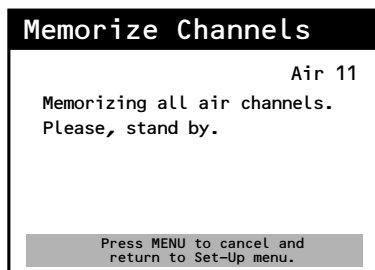 Memorize Channels
Air 11
Memorizing all air channels.
Please, stand by.
Press MENU to cancel and
return to Set-Up menu.